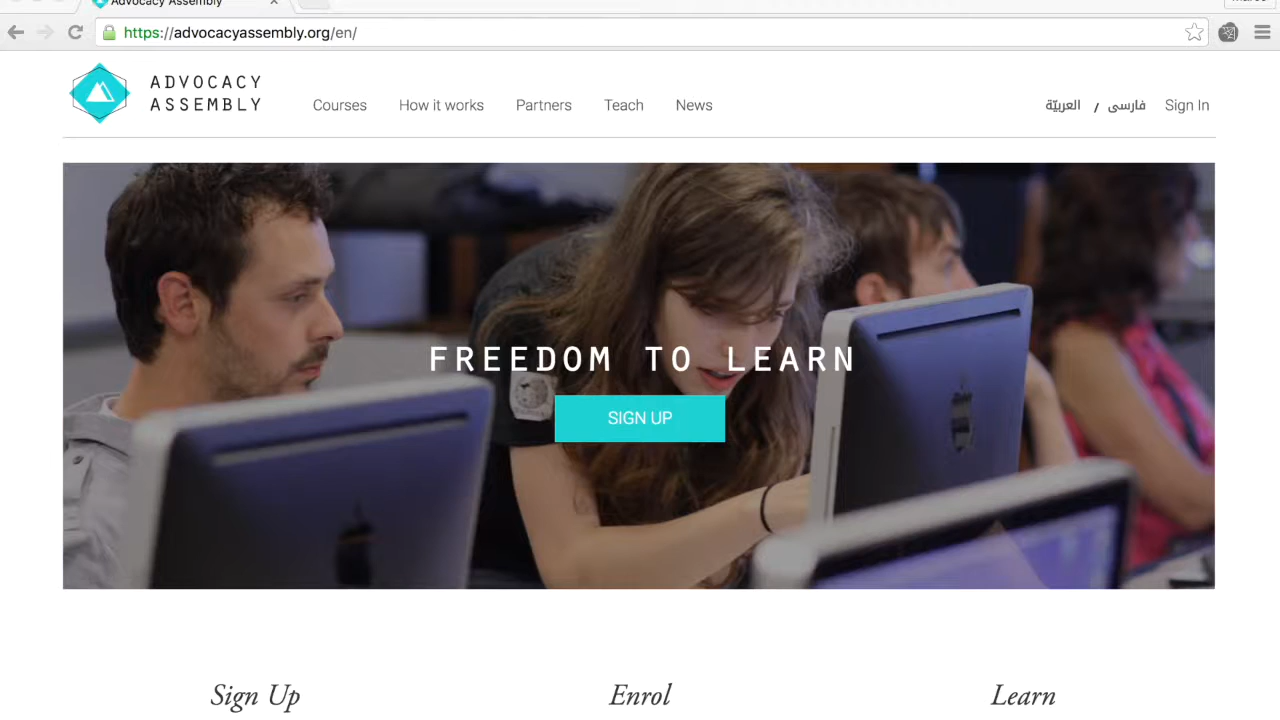 Advocacy Assembly
https://advocacyassembly.org/en/
ADVOCACY
ASSEMBLY
Courses How it works Partners Teach News
العربيّة / فارسی Sign In
FREEDOM TO LEARN
SIGN UP
Sign Up Enrol Learn